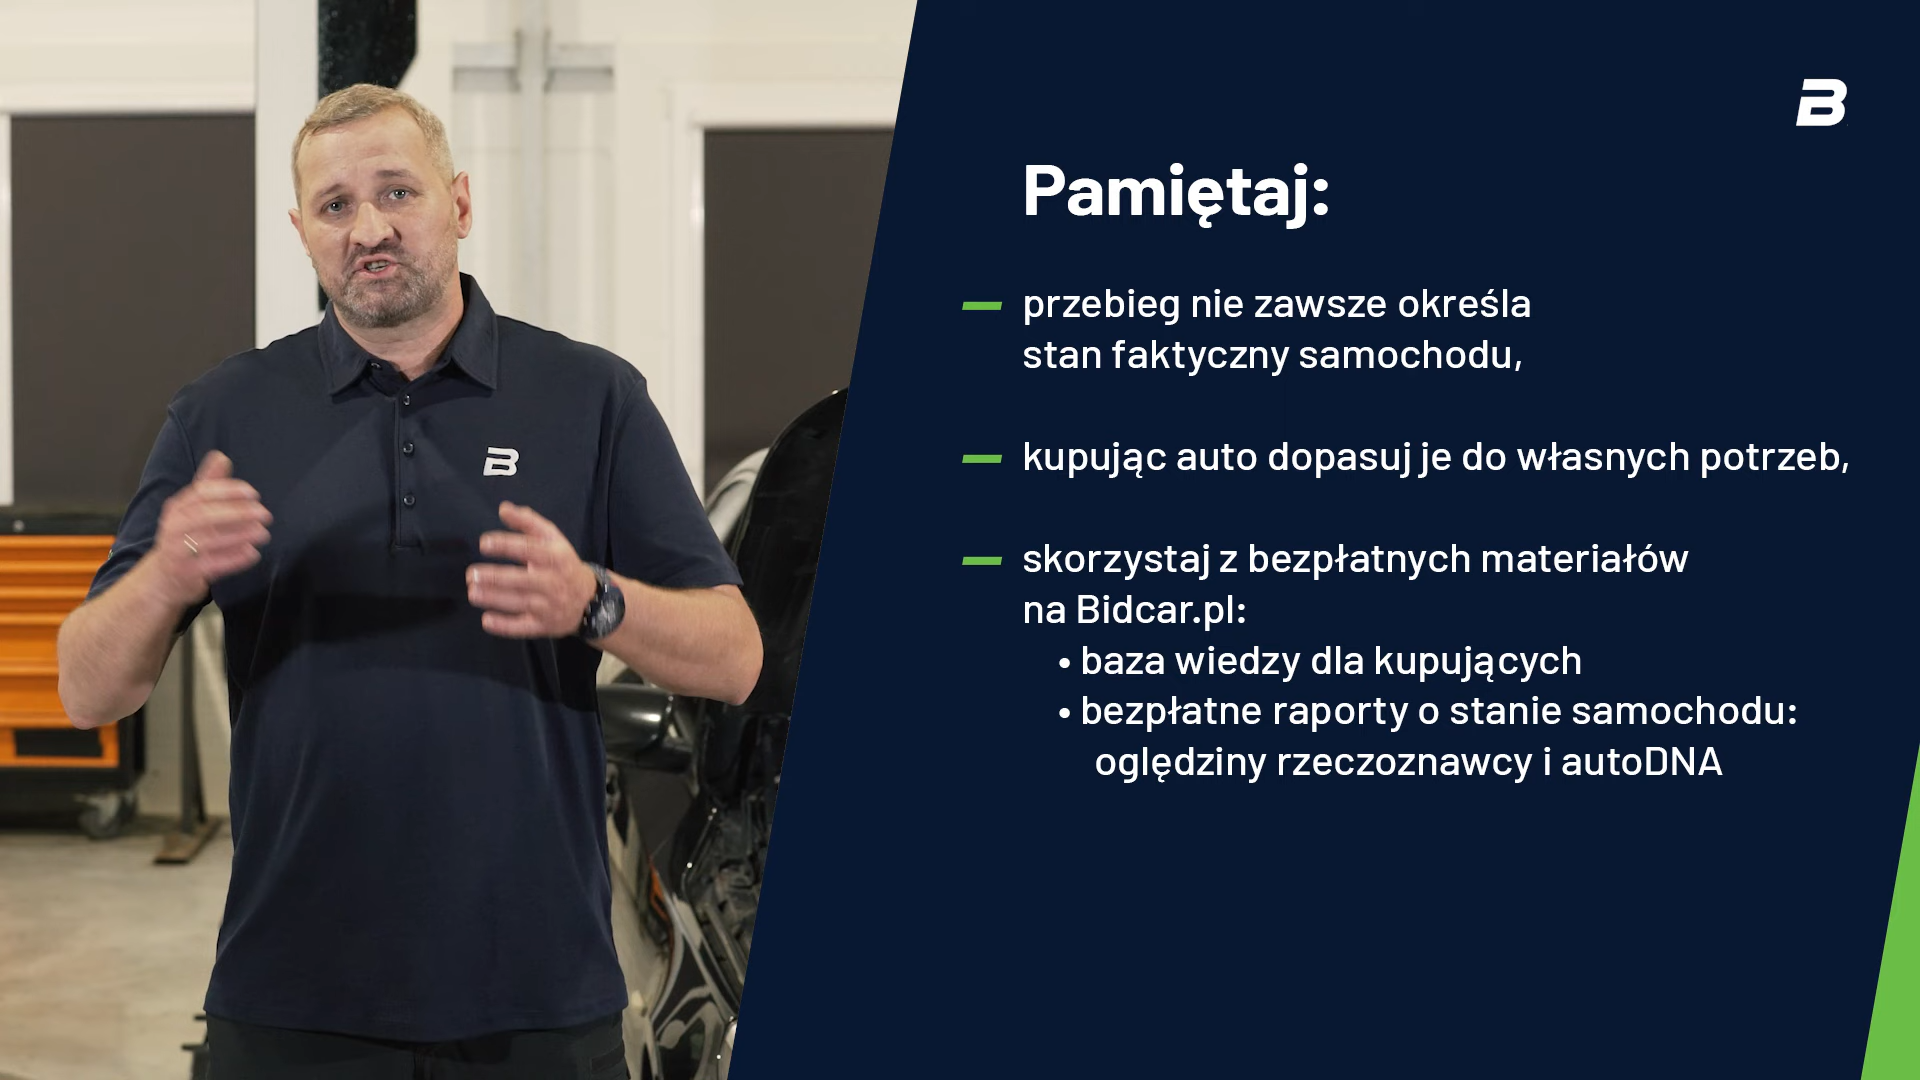 B
Pamiętaj:
przebieg nie zawsze określa
stan faktyczny samochodu,
kupując auto dopasuj je do własnych potrzeb,
skorzystaj z bezpłatnych materiałów
na Bidcar.pl:
• baza wiedzy dla kupujących
• bezpłatne raporty o stanie samochodu:
oględziny rzeczoznawcy i autoDNA
B